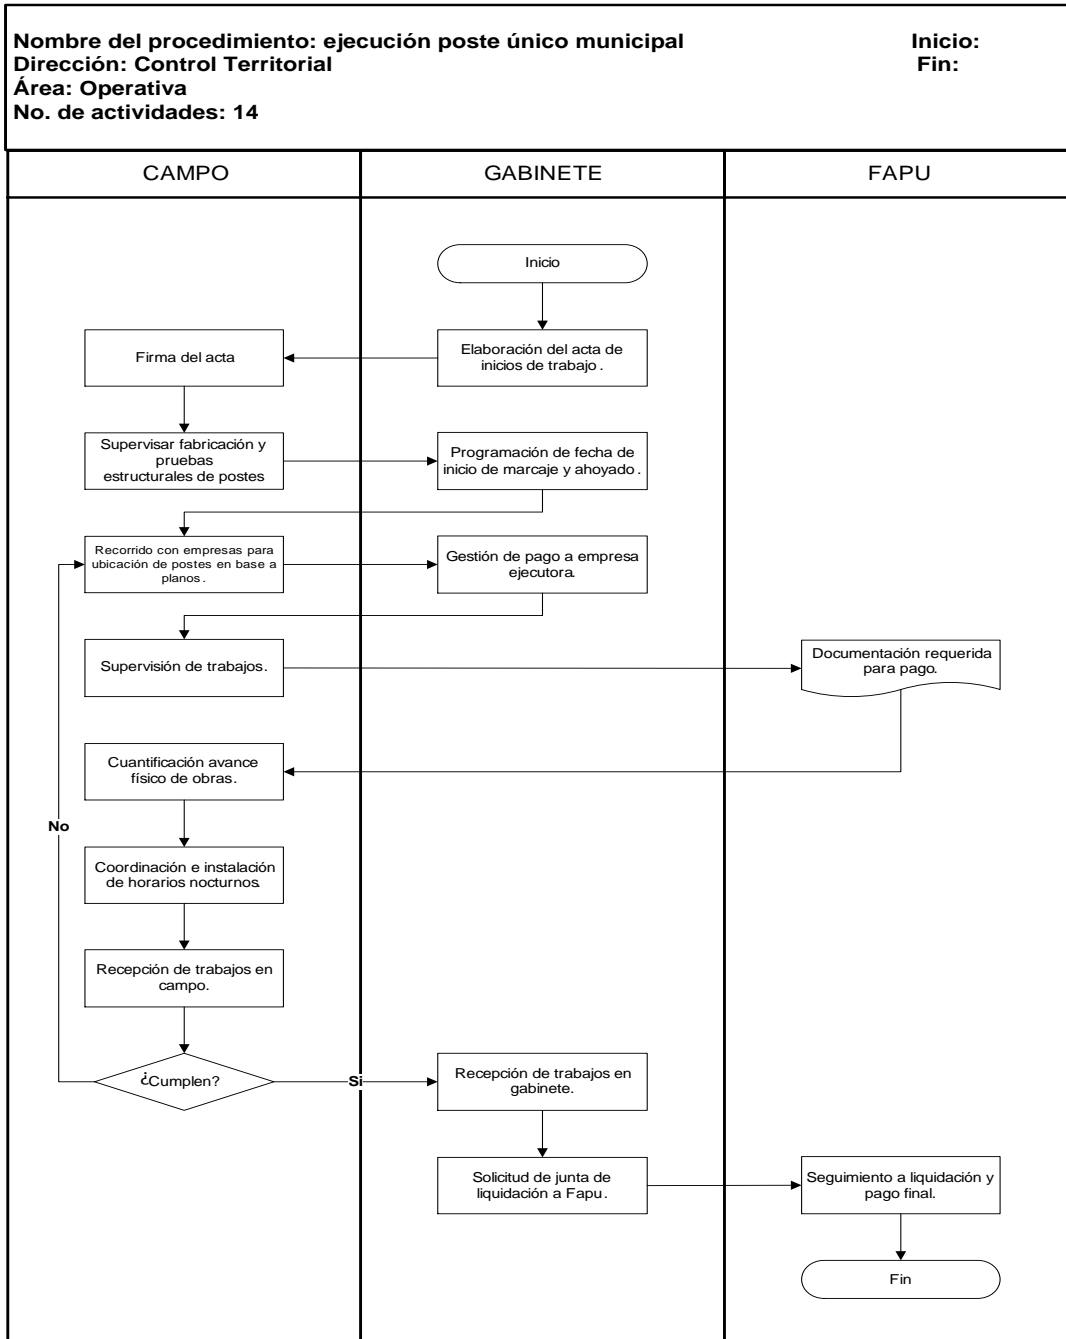 Nombre del procedimiento: ejecución poste único municipal Inicio:
Dirección: Control Territorial Fin:
Área: Operativa
No. de actividades: 14
CAMPO GABINETE FAPU
Inicio
Firma del acta
Elaboración del acta de
inicios de trabajo.
Supervisar fabricación y
pruebas
estructurales de postes
Programación de fecha de
inicio de marcaje y ahoyado.
Recorrido con empresas para
ubicación de postes en base a
planos.
Gestión de pago a empresa
ejecutora.
Supervisión de trabajos.
Documentación requerida
para pago.
Cuantificación avance
físico de obras.
No
Coordinación e instalación
de horarios nocturnos.
Recepción de trabajos en
campo.
¿Cumplen?
Si
Recepción de trabajos en
gabinete.
Solicitud de junta de
liquidación a Fapu.
Seguimiento a liquidación y
pago final.
Fin